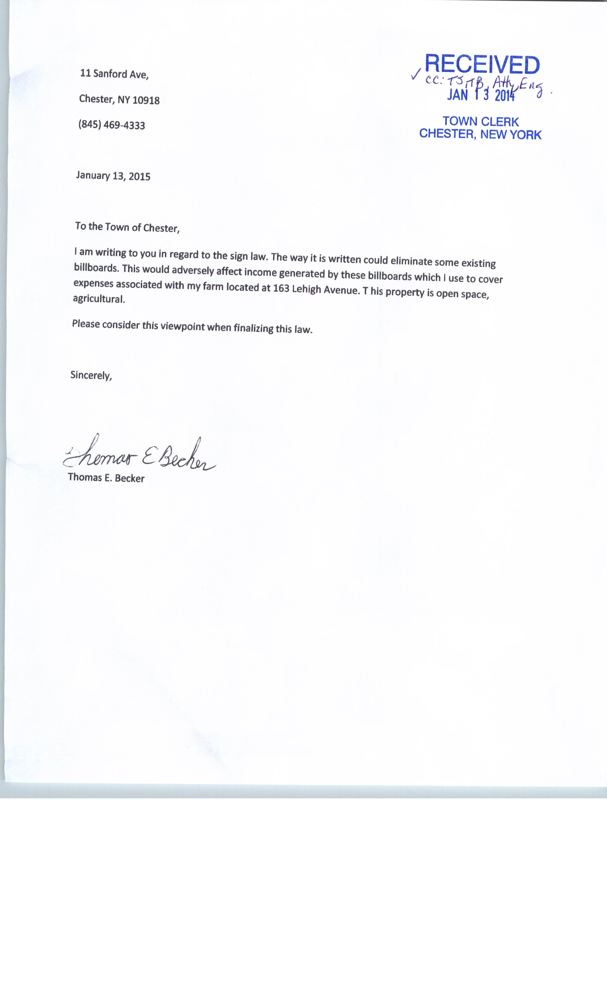 RECEIVED
✓ CC: TS, TB, Atty, Eng.
JAN 13 2014
TOWN CLERK
CHESTER, NEW YORK
11 Sanford Ave,
Chester, NY 10918
(845) 469-4333
January 13, 2015
To the Town of Chester,
I am writing to you in regard to the sign law. The way it is written could eliminate some existing
billboards. This would adversely affect income generated by these billboards which I use to cover
expenses associated with my farm located at 163 Lehigh Avenue. T his property is open space,
agricultural.
Please consider this viewpoint when finalizing this law.
Sincerely,
Thomas E Becker
Thomas E. Becker